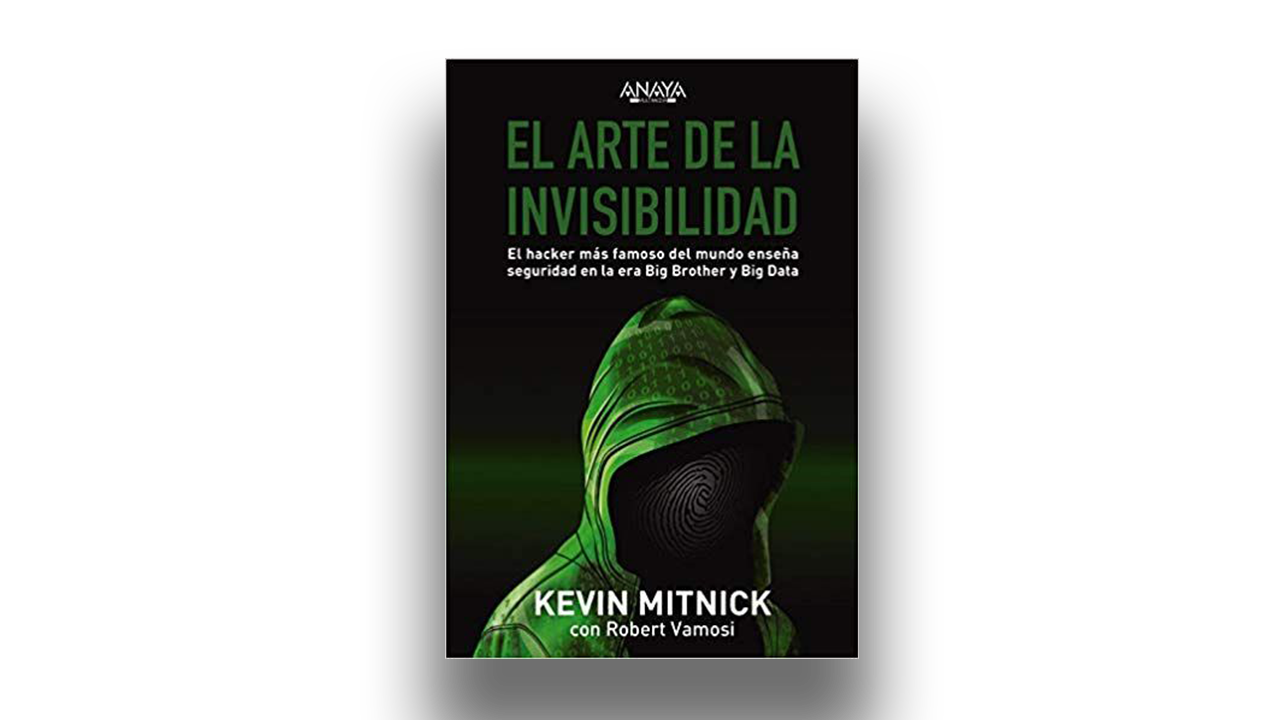 ANAYA
MULTIMEDIA
EL ARTE DE LA
INVISIBILIDAD
El hacker más famoso del mundo enseña
seguridad en la era Big Brother y Big Data
KEVIN MITNICK
con Robert Vamosi